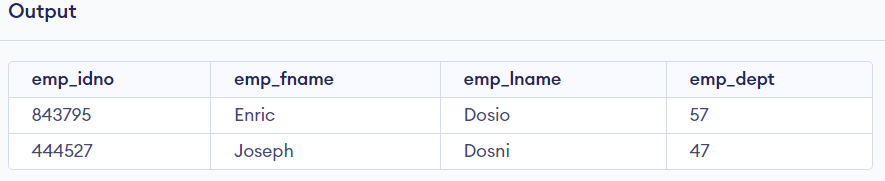 Output
emp_idno emp_fname emp_lname emp_dept
843795 Enric Dosio 57
444527 Joseph Dosni 47